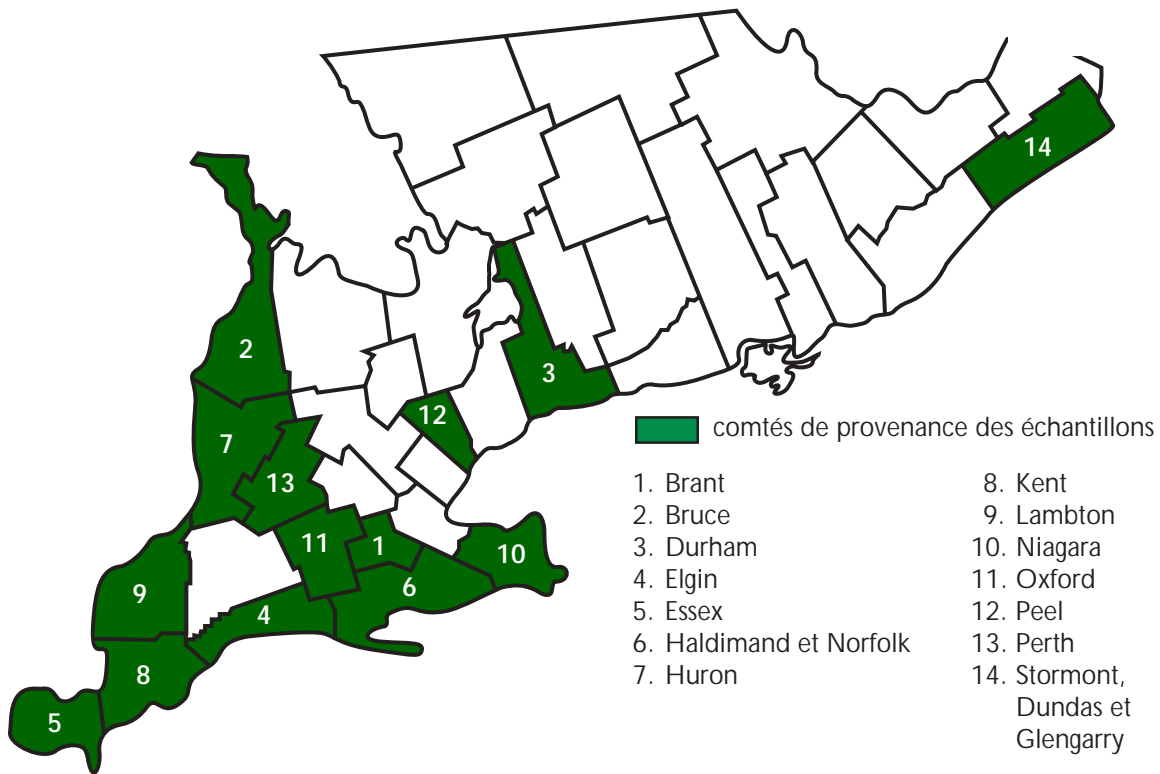 14
2
3
12
7
13
11
1
10
6
9
4
8
5
comtés de provenance des échantillons
1. Brant
2. Bruce
3. Durham
4. Elgin
5. Essex
6. Haldimand et Norfolk
7. Huron
8. Kent
9. Lambton
10. Niagara
11. Oxford
12. Peel
13. Perth
14. Stormont,
Dundas et
Glengarry